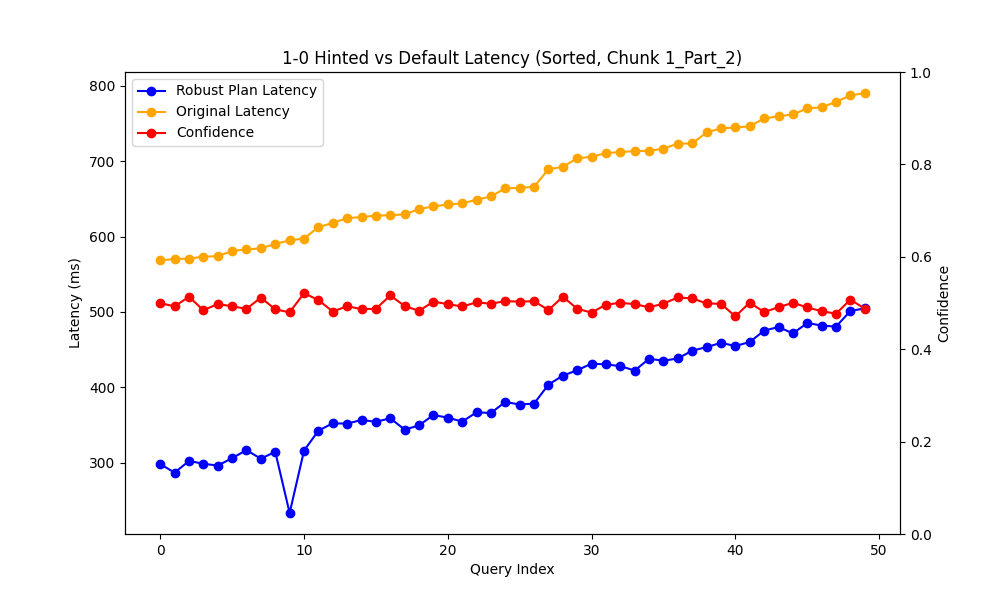 1-0 Hinted vs Default Latency (Sorted, Chunk 1_Part_2)
Robust Plan Latency
Original Latency
Confidence
Latency (ms)
800
700
600
500
400
300
1.0
0.8
0.6
0.4
0.2
0.0
Confidence
0 10 20 30 40 50
Query Index